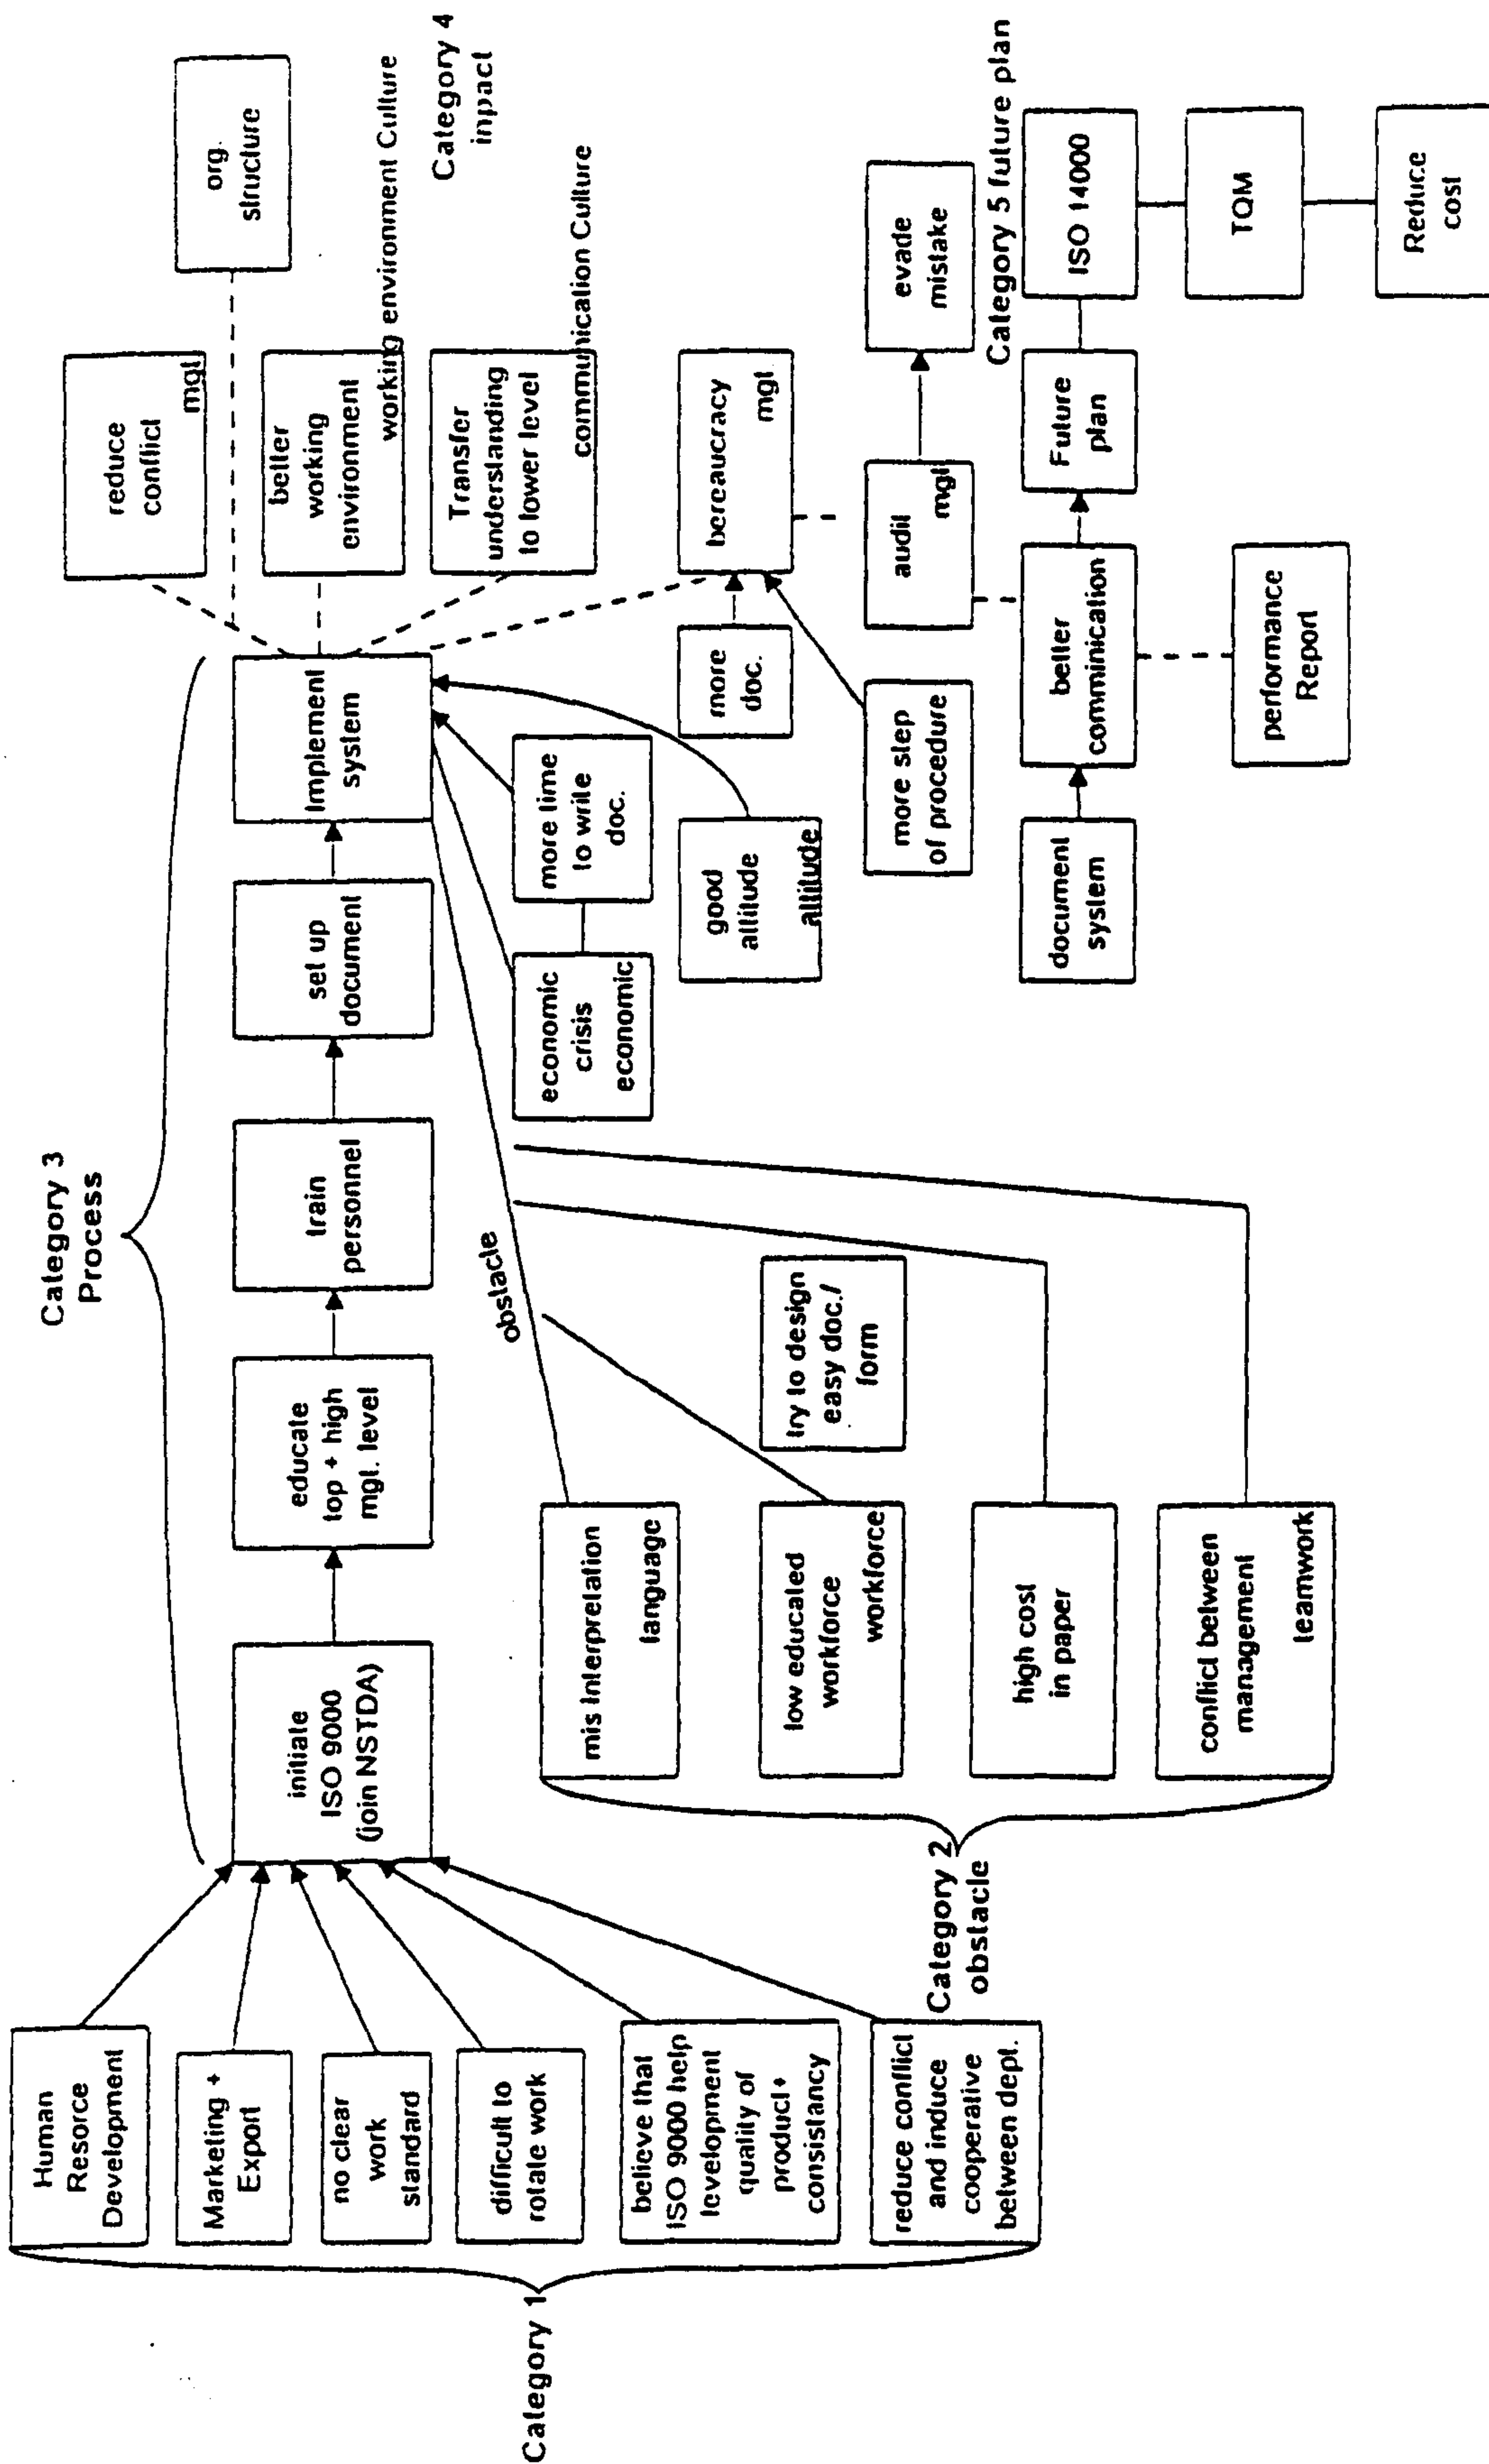 Category 3
Process
Category 1
Human
Resorce
Development
Marketing +
Export
no clear
work
standard
difficult to
rotate work
believe that
ISO 9000 help
development
quality of
product+
consistancy
reduce conflict
and induce
cooperative
between dept.
initiate
ISO 9000
(join NSTDA)
educate
top + high
mgt. level
train
personnel
set up
document
Implement
system
reduce
conflict
mgt
org.
structure
better
working
environment
working environment Culture
Transfer
understanding
to lower level
communication Culture
Category 4
inpact
obstacle
economic
crisis
economic
more time
to write
doc.
good
attitude
attitude
more
doc.
bereaucracy
mgt
more step
of procedure
audit
mgt
evade
mistake
Category 2
obstacle
mis Interpretation
language
low educated
workforce
workforce
try to design
easy doc./
form
high cost
in paper
conflict between
management
teamwork
document
system
better
comminication
performance
Report
Category 5 future plan
Future
plan
ISO 14000
TQM
Reduce
cost